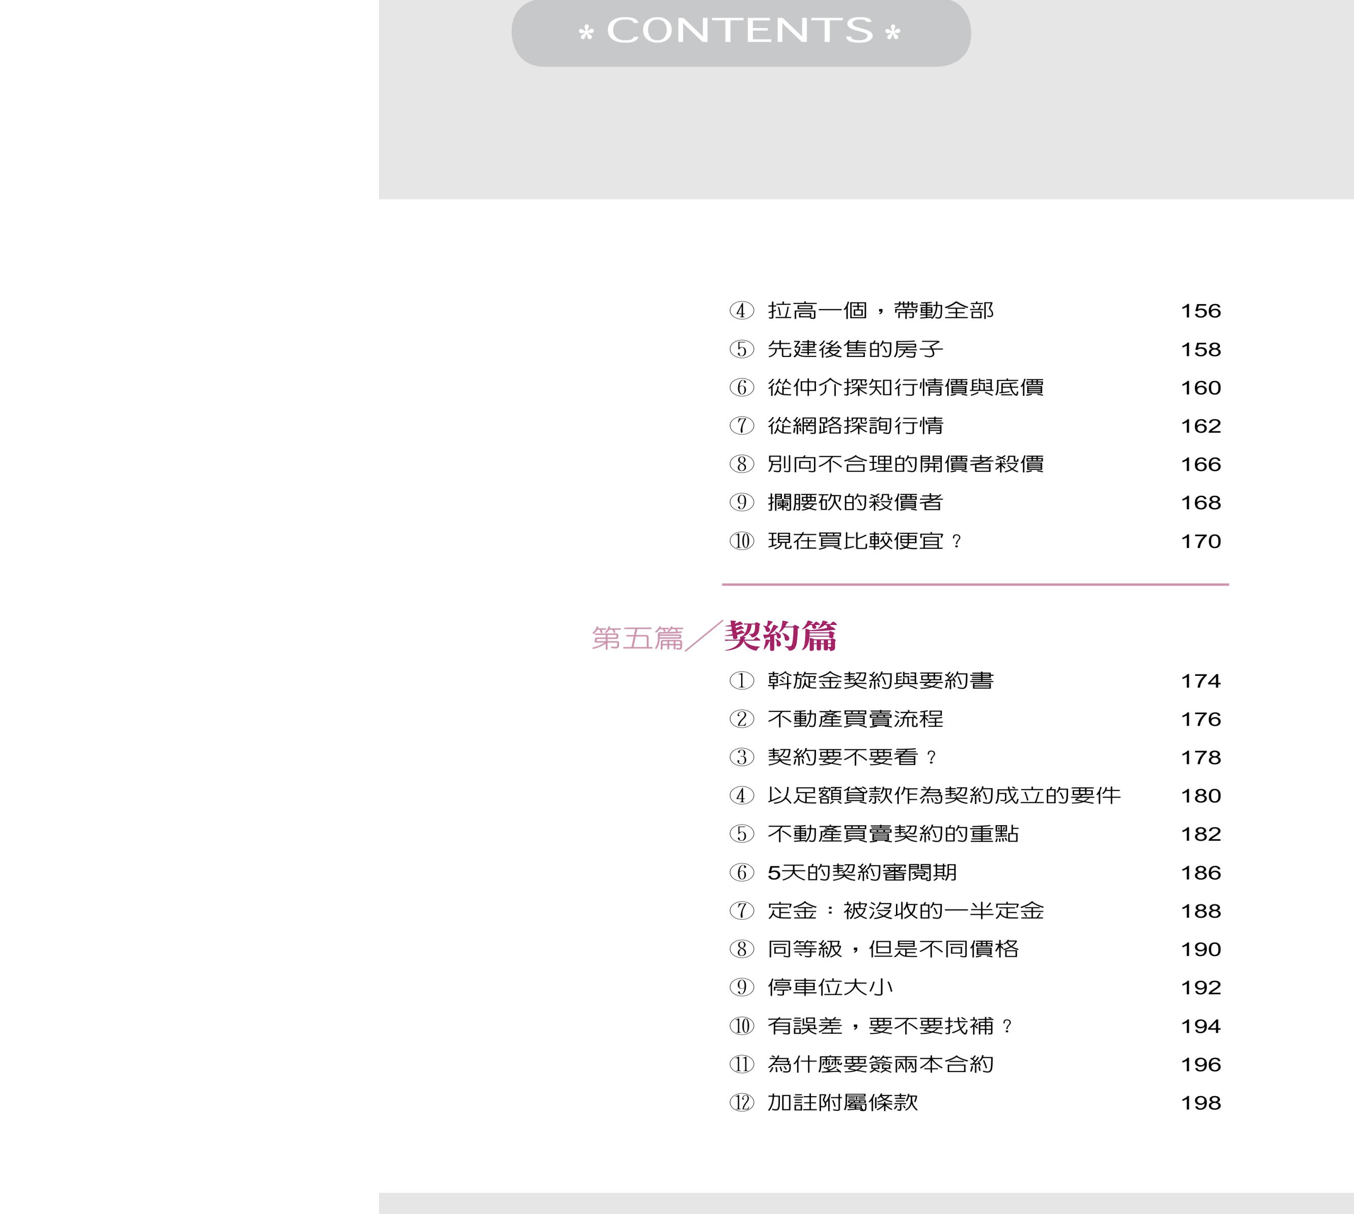 * CONTENTS *
④ 拉高一個，帶動全部 156
⑤ 先建後售的房子 158
⑥ 從仲介探知行情價與底價 160
⑦ 從網路探詢行情 162
⑧ 別向不合理的開價者殺價 166
⑨ 攔腰砍的殺價者 168
⑩ 現在買比較便宜？ 170
第五篇／契約篇
① 斡旋金契約與要約書 174
② 不動產買賣流程 176
③ 契約要不要看？ 178
④ 以足額貸款作為契約成立的要件 180
⑤ 不動產買賣契約的重點 182
⑥ 5天的契約審閱期 186
⑦ 定金：被沒收的一半定金 188
⑧ 同等級，但是不同價格 190
⑨ 停車位大小 192
⑩ 有誤差，要不要找補？ 194
⑪ 為什麼要簽兩本合約 196
⑫ 加註附屬條款 198